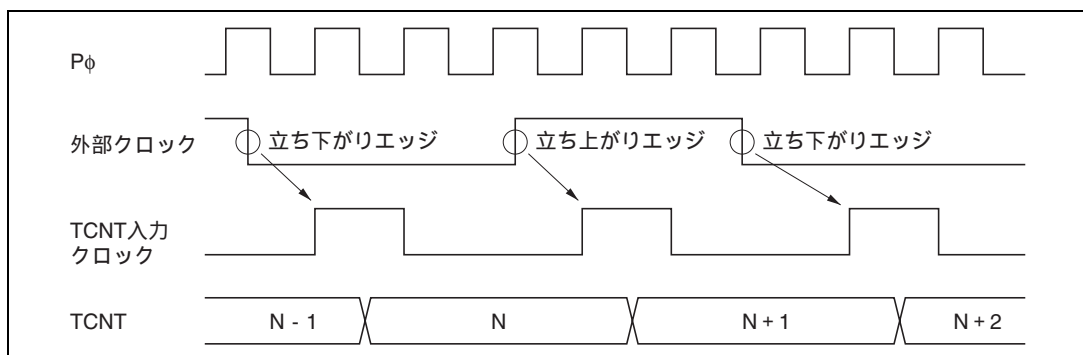 Pφ
外部クロック 立ち下がりエッジ 立ち上がりエッジ 立ち下がりエッジ
TCNT入力
クロック
TCNT N - 1 N N + 1 N + 2